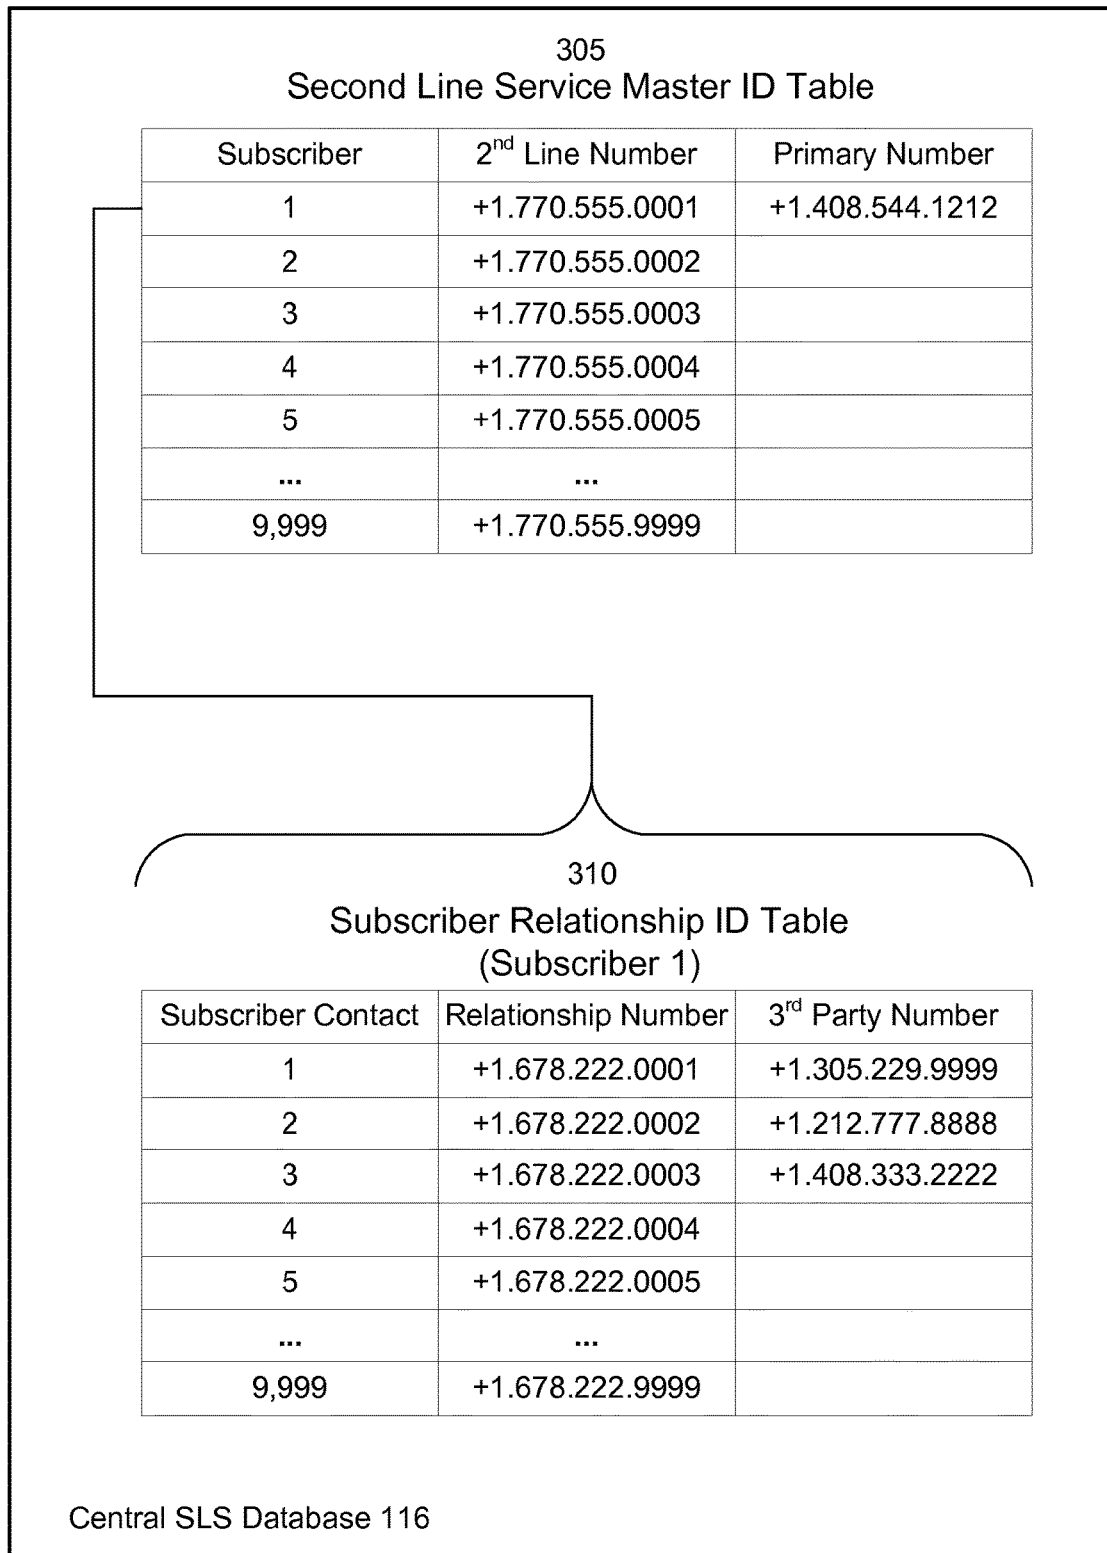 305
Second Line Service Master ID Table
Subscriber 2nd Line Number Primary Number
1 +1.770.555.0001 +1.408.544.1212
2 +1.770.555.0002
3 +1.770.555.0003
4 +1.770.555.0004
5 +1.770.555.0005
... ...
9,999 +1.770.555.9999
310
Subscriber Relationship ID Table
(Subscriber 1)
Subscriber Contact Relationship Number 3rd Party Number
1 +1.678.222.0001 +1.305.229.9999
2 +1.678.222.0002 +1.212.777.8888
3 +1.678.222.0003 +1.408.333.2222
4 +1.678.222.0004
5 +1.678.222.0005
... ...
9,999 +1.678.222.9999
Central SLS Database 116